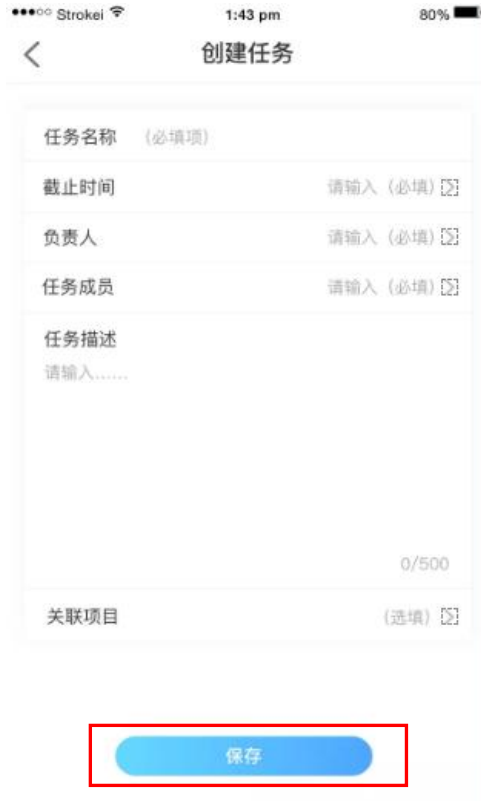 Strokei 1:43 pm 80%
创建任务
任务名称 (必填项)
截止时间 请输入（必填）
负责人 请输入（必填）
任务成员 请输入（必填）
任务描述
请输入......
0/500
关联项目 (选填)
保存